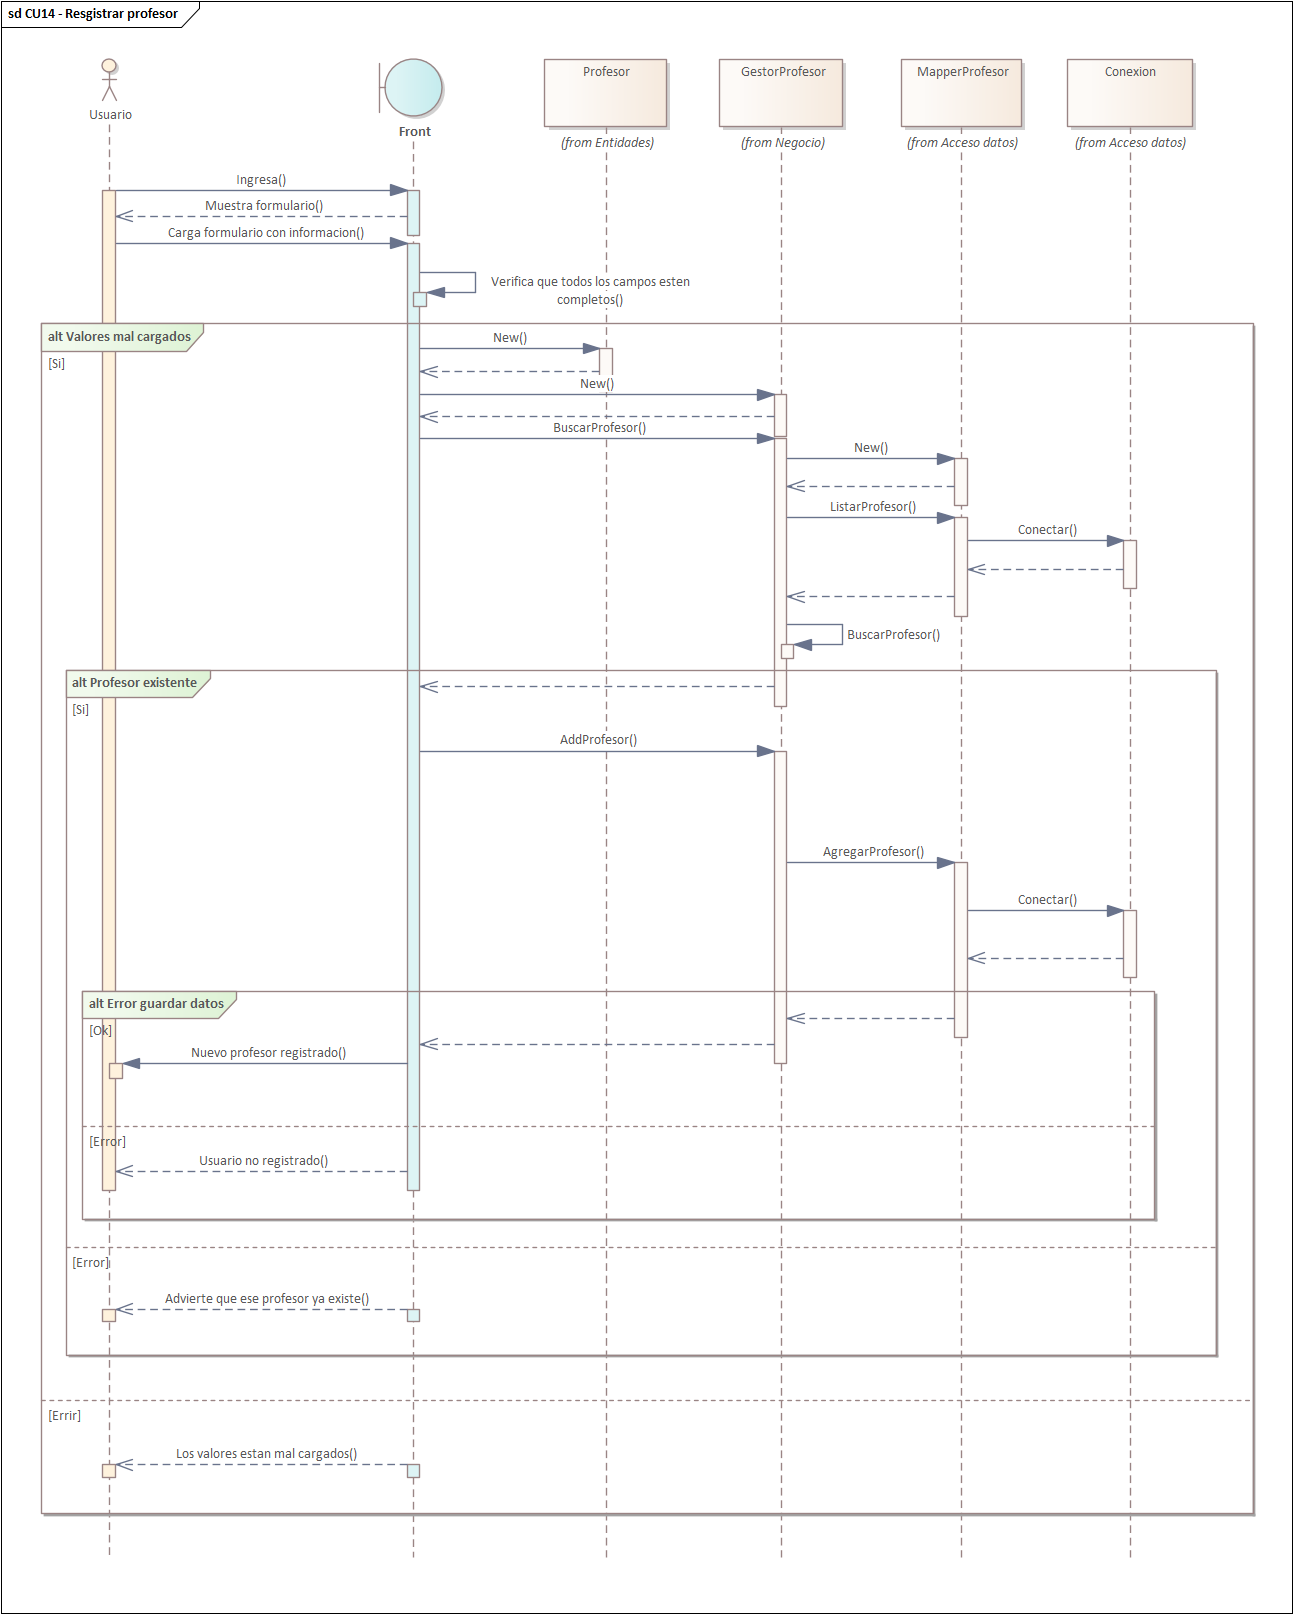 sd CU14 - Resgistrar profesor
Usuario
Front
Profesor
(from Entidades)
GestorProfesor
(from Negocio)
MapperProfesor
(from Acceso datos)
Conexion
(from Acceso datos)
Ingresa()
Muestra formulario()
Carga formulario con informacion()
Verifica que todos los campos esten
completos()
alt Valores mal cargados
[Si]
New()
New()
BuscarProfesor()
New()
ListarProfesor()
Conectar()
BuscarProfesor()
alt Profesor existente
[Si]
AddProfesor()
AgregarProfesor()
Conectar()
alt Error guardar datos
[Ok]
Nuevo profesor registrado()
[Error]
Usuario no registrado()
[Error]
Advierte que ese profesor ya existe()
[Errir]
Los valores estan mal cargados()